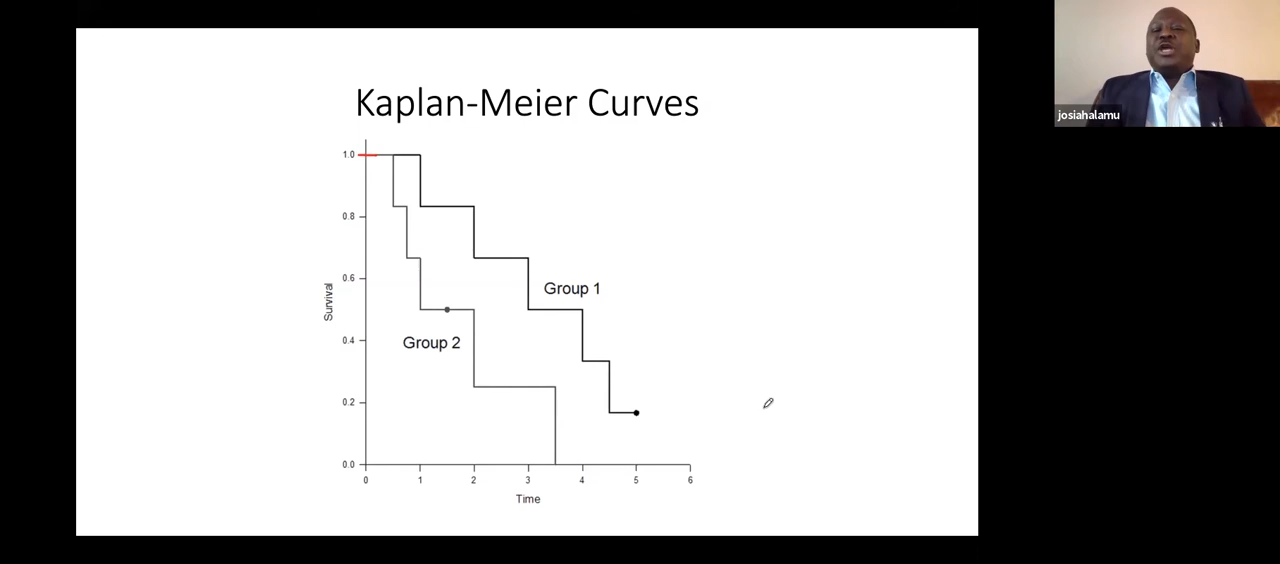 Kaplan-Meier Curves
josiahalamu
1.0
0.8
0.6
0.4
0.2
0.0
Survival
Group 1
Group 2
0 1 2 3 4 5 6
Time